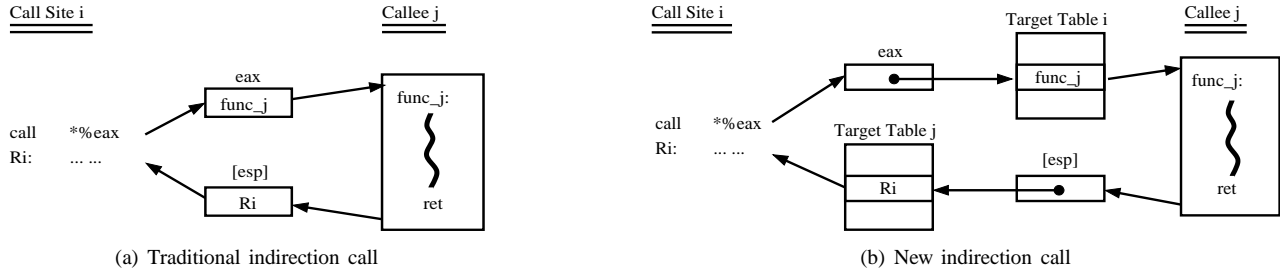 Call Site i
Callee j
eax
func_j
func_j:
call *%eax
Ri: ... ...
[esp]
Ri
ret
(a) Traditional indirection call
Call Site i
Target Table i
Callee j
eax
func_j
func_j:
call *%eax
Ri: ... ...
Target Table j
[esp]
Ri
ret
(b) New indirection call